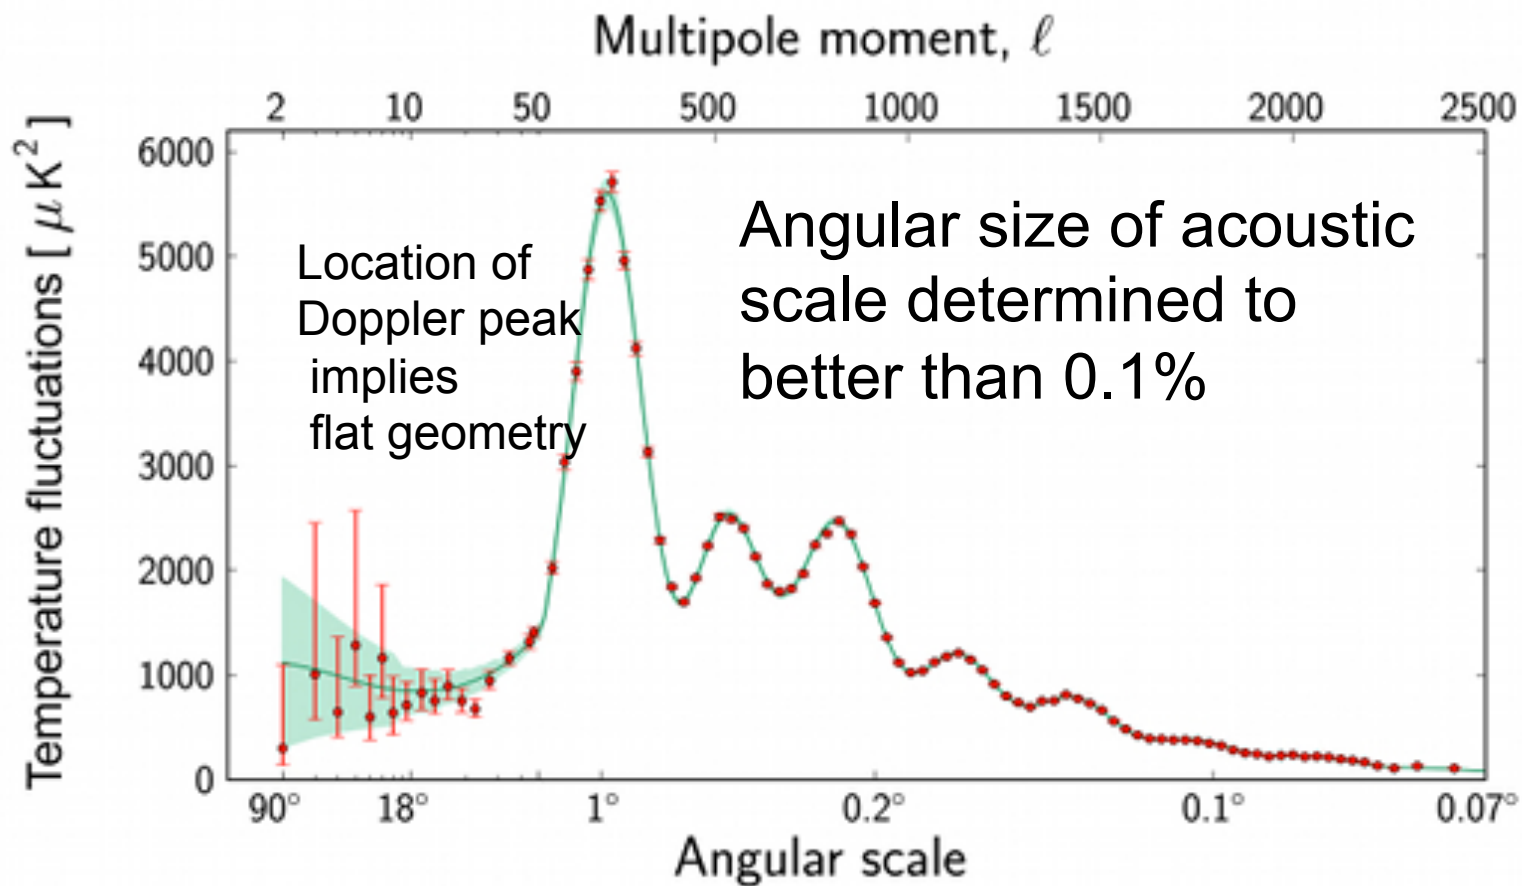 Multipole moment, ℓ
2 10 50 500 1000 1500 2000 2500
Temperature fluctuations [ μ K² ]
6000
5000
4000
3000
2000
1000
0
Location of
Doppler peak
implies
flat geometry
Angular size of acoustic
scale determined to
better than 0.1%
90° 18° 1° 0.2° 0.1° 0.07°
Angular scale